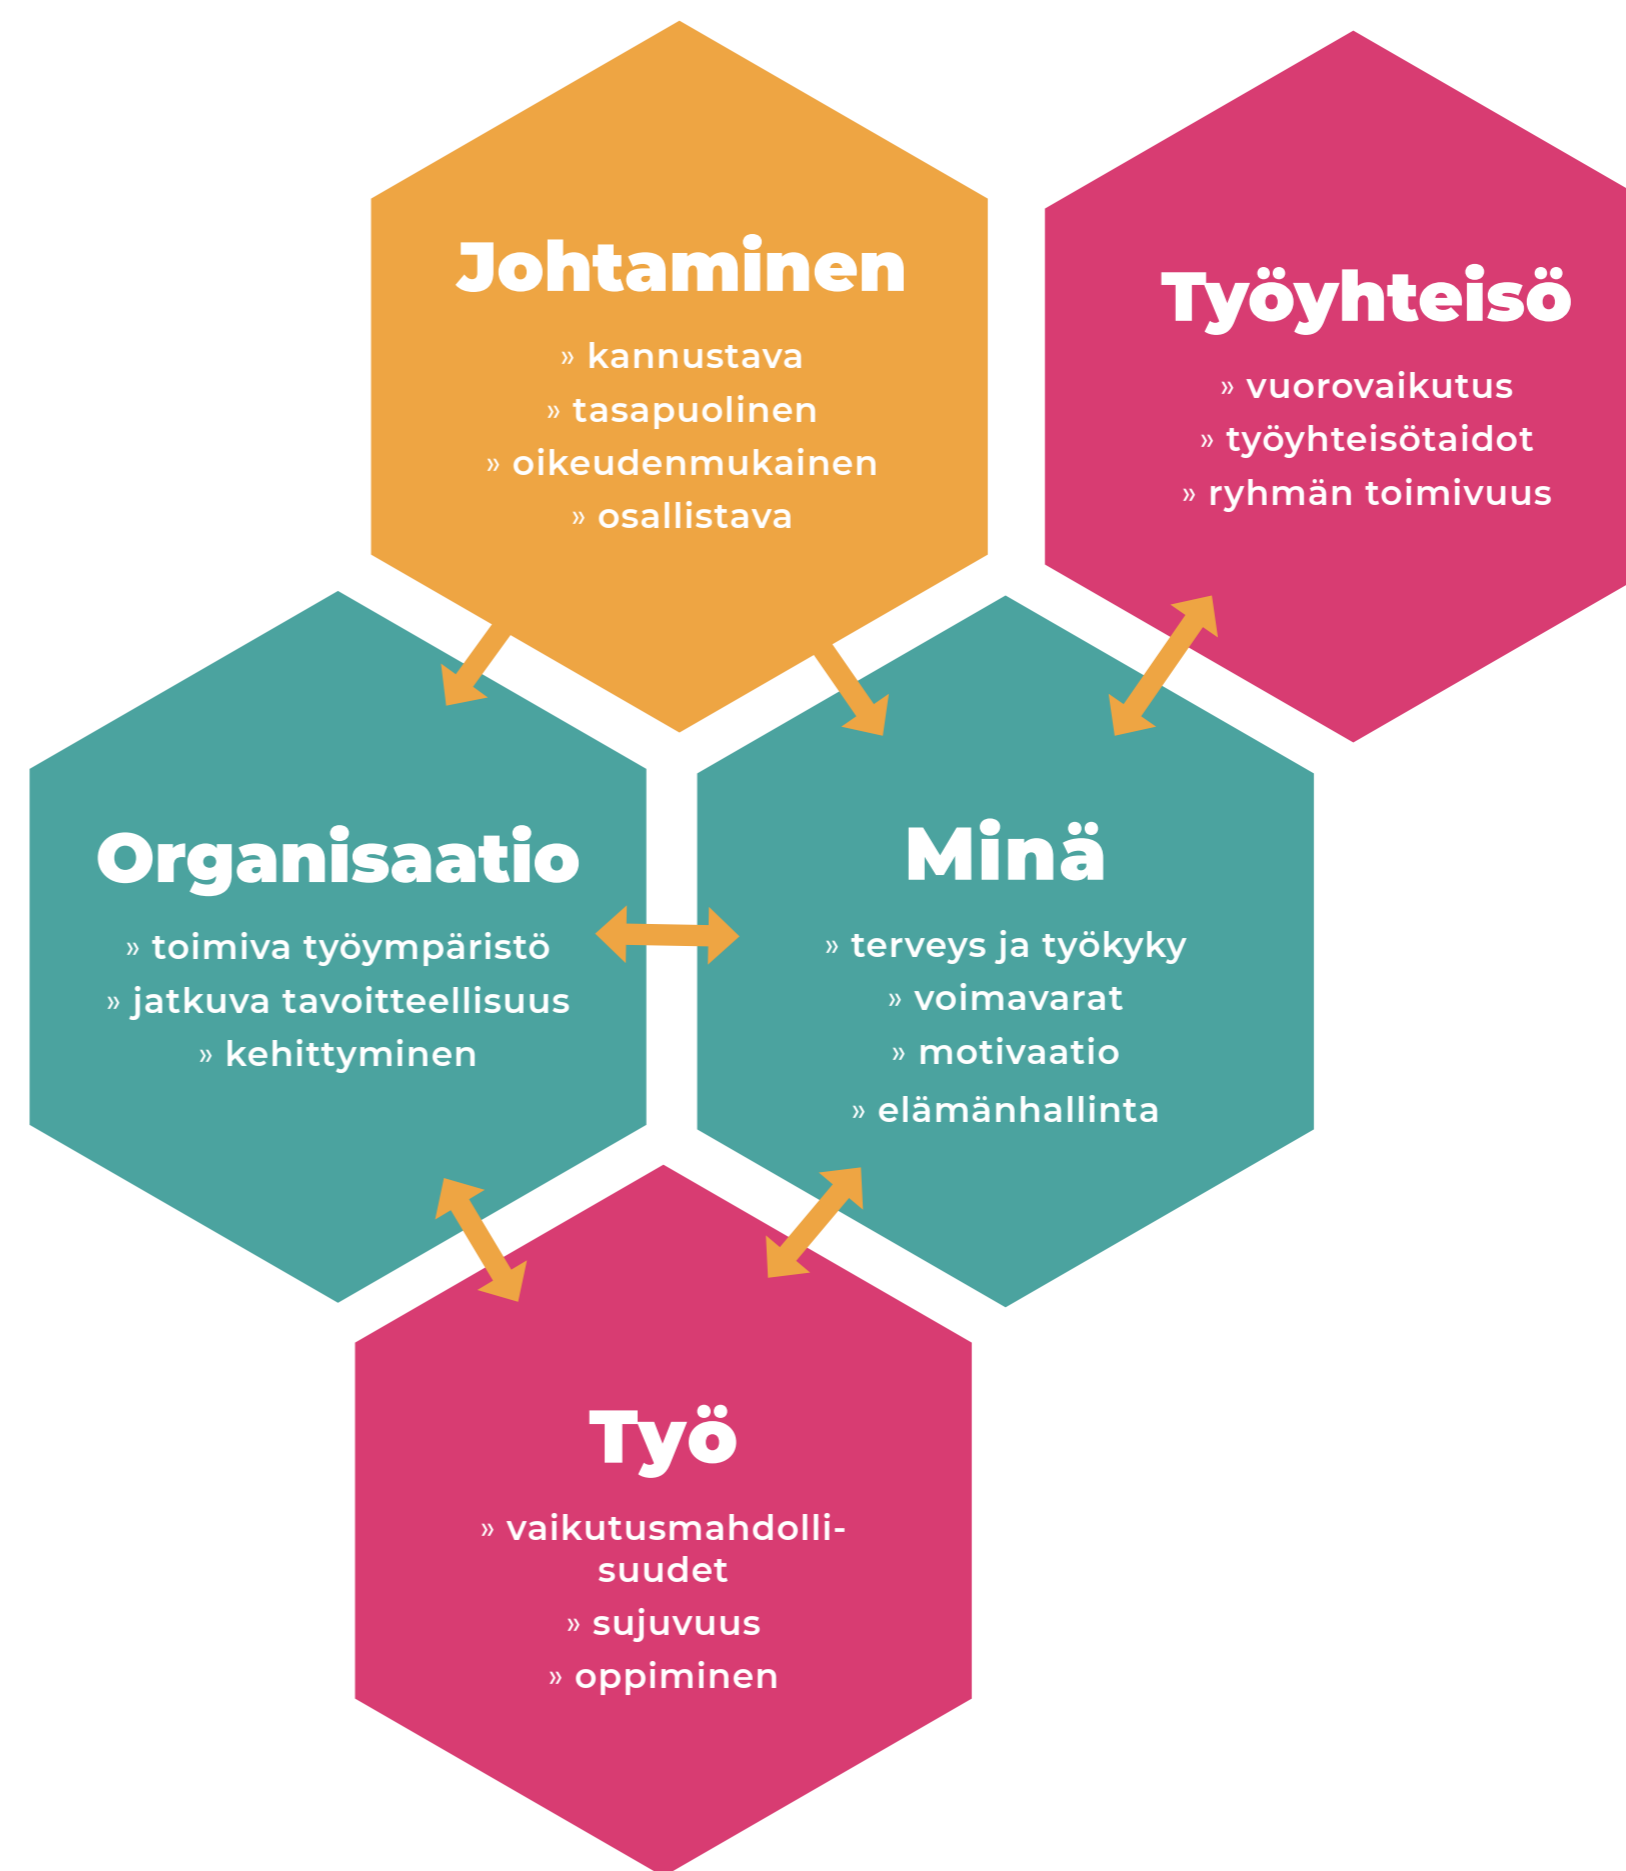 Johtaminen
» kannustava
» tasapuolinen
» oikeudenmukainen
» osallistava
Työyhteisö
» vuorovaikutus
» työyhteisötaidot
» ryhmän toimivuus
Organisaatio
» toimiva työympäristö
» jatkuva tavoitteellisuus
» kehittyminen
Minä
» terveys ja työkyky
» voimavarat
» motivaatio
» elämänhallinta
Työ
» vaikutusmahdolli-
suudet
» sujuvuus
» oppiminen